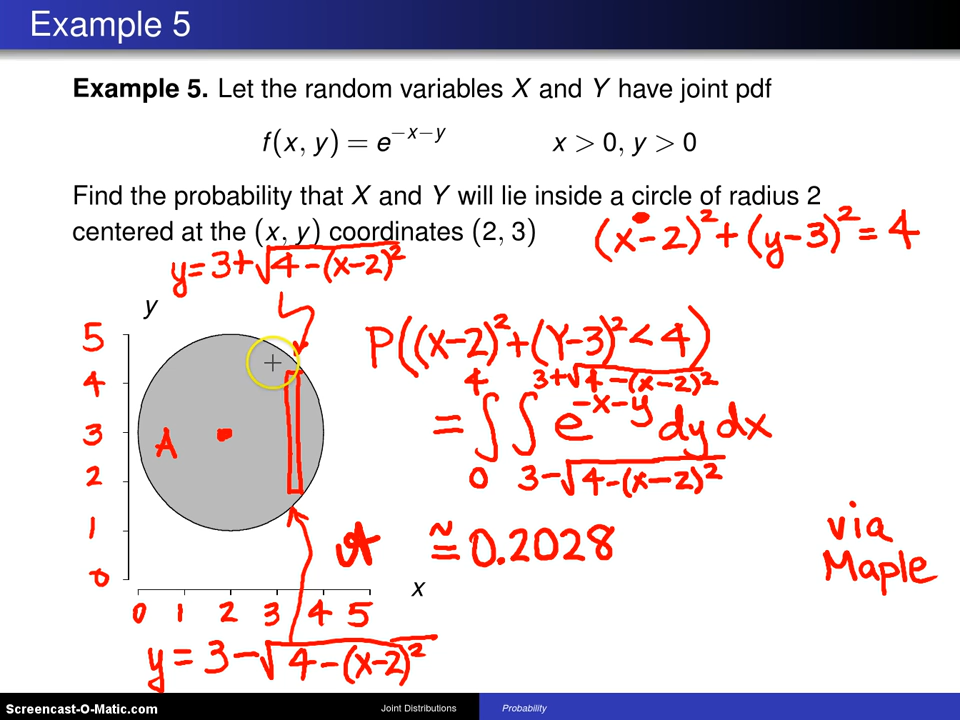 Example 5
Example 5. Let the random variables X and Y have joint pdf
f(x, y) = e^{−x−y}   x > 0, y > 0
Find the probability that X and Y will lie inside a circle of radius 2
centered at the (x, y) coordinates (2, 3)
(x-2)² + (y-3)² = 4
y = 3+√(4-(x-2)²)
y
5
4
3
2
1
0
A
P((X-2)² + (Y-3)² < 4)
= ∫₀⁴ ∫_{3-√(4-(x-2)²)}^{3+√(4-(x-2)²)} e^{-x-y} dy dx
A
≅ 0.2028
via
Maple
x
0 1 2 3 4 5
y = 3-√(4-(x-2)²)
Screencast-O-Matic.com
Joint Distributions
Probability